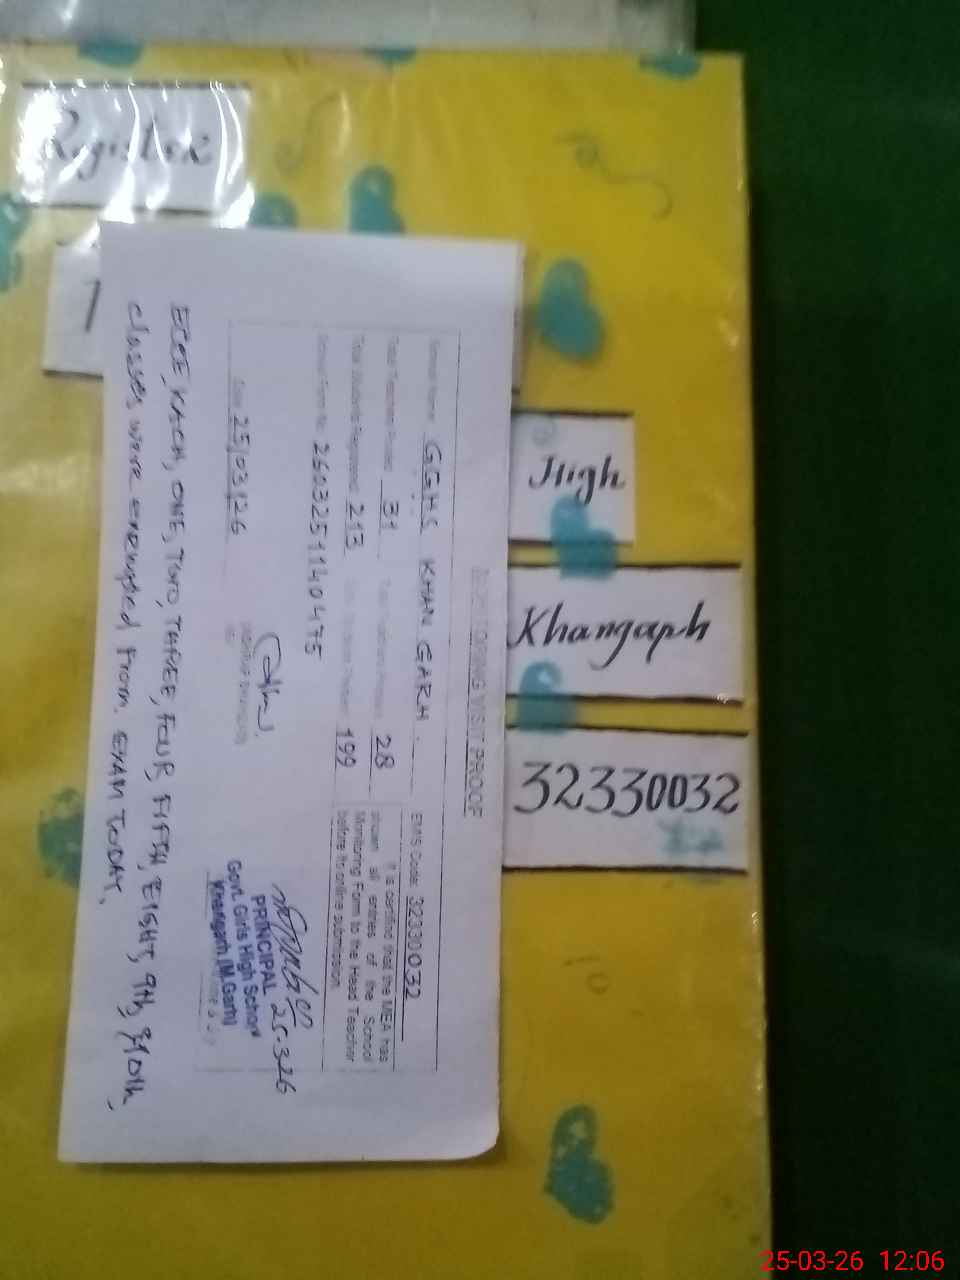 Register
High
Khangaph
32330032
MONITORING VISIT PROOF
School Name: GGHS KHAN GARH.
EMIS Code: 32330032
Total Teachers Posted: 31
Total Teachers Present: 28
Total Students Registered: 213
Total Students Present: 199
It is certified that the MEA has
shown all entries of the School
Monitoring Form to the Head Teacher
before its online submission.
2603251140475
Date 25/03/26
25.3.26
PRINCIPAL
Govt. Girls High School
Khangarh (M.Garh)
ECCE, KACHI, ONE, TWO, THREE, FOUR, FIFTH, EIGHT, 9th, & 10th,
classes were exempted from EXAM TODAY.
10
25-03-26 12:06